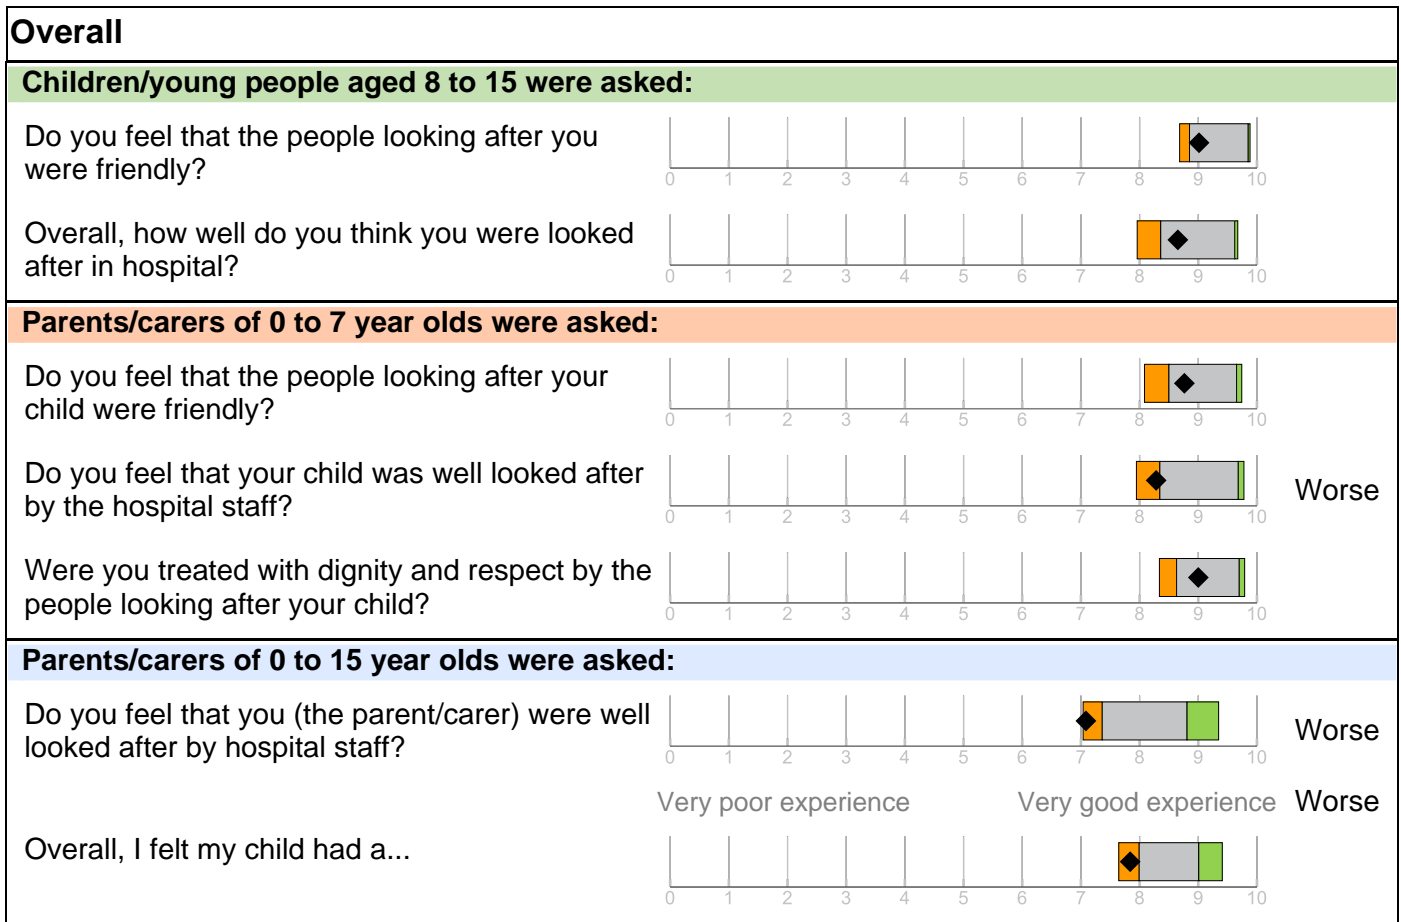 Overall
Children/young people aged 8 to 15 were asked:
Do you feel that the people looking after you
were friendly?
0 1 2 3 4 5 6 7 8 9 10
Overall, how well do you think you were looked
after in hospital?
0 1 2 3 4 5 6 7 8 9 10
Parents/carers of 0 to 7 year olds were asked:
Do you feel that the people looking after your
child were friendly?
0 1 2 3 4 5 6 7 8 9 10
Do you feel that your child was well looked after
by the hospital staff?
Worse
0 1 2 3 4 5 6 7 8 9 10
Were you treated with dignity and respect by the
people looking after your child?
0 1 2 3 4 5 6 7 8 9 10
Parents/carers of 0 to 15 year olds were asked:
Do you feel that you (the parent/carer) were well
looked after by hospital staff?
Worse
0 1 2 3 4 5 6 7 8 9 10
Very poor experience Very good experience Worse
Overall, I felt my child had a...
0 1 2 3 4 5 6 7 8 9 10